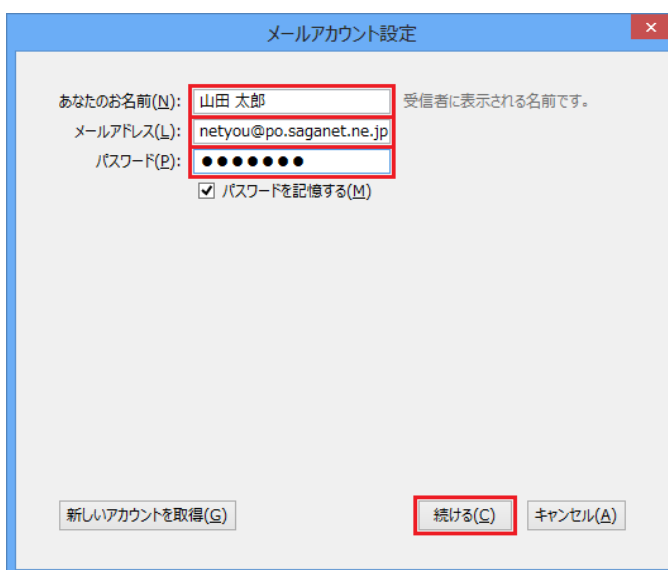 メールアカウント設定
あなたのお名前(N): 山田 太郎 受信者に表示される名前です。
メールアドレス(L): netyou@po.saganet.ne.jp
パスワード(P): ●●●●●●●
パスワードを記憶する(M)
新しいアカウントを取得(G) 続ける(C) キャンセル(A)